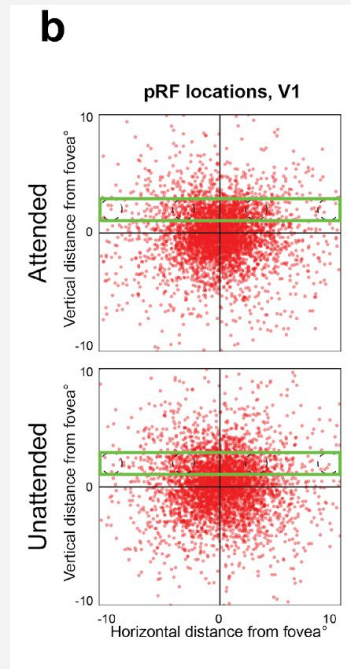 b
pRF locations, V1
Attended
Vertical distance from fovea°
10
0
-10
Unattended
Vertical distance from fovea°
10
0
-10
-10 0 10
Horizontal distance from fovea°